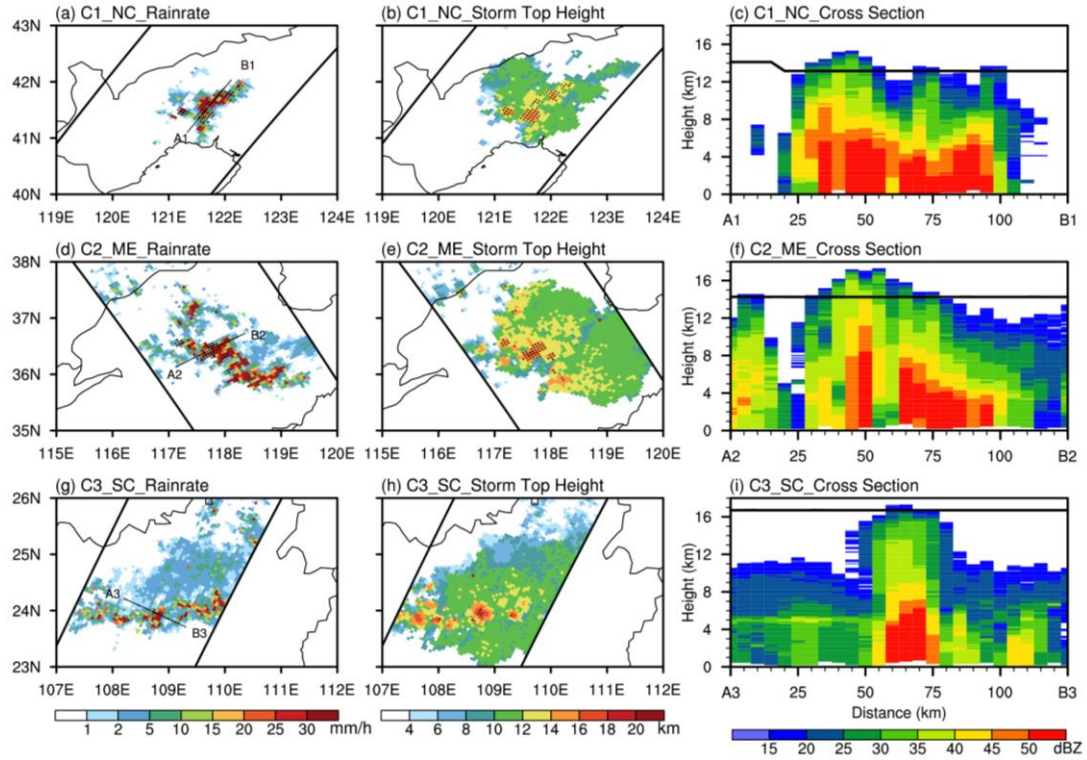 (a) C1_NC_Rainrate
43N
42N
41N
40N
119E 120E 121E 122E 123E 124E
B1
A1
(b) C1_NC_Storm Top Height
119E 120E 121E 122E 123E 124E
(c) C1_NC_Cross Section
Height (km)
16
12
8
4
0
A1 25 50 75 100 B1
(d) C2_ME_Rainrate
38N
37N
36N
35N
115E 116E 117E 118E 119E 120E
B2
A2
(e) C2_ME_Storm Top Height
115E 116E 117E 118E 119E 120E
(f) C2_ME_Cross Section
Height (km)
16
12
8
4
0
A2 25 50 75 100 B2
(g) C3_SC_Rainrate
26N
25N
24N
23N
107E 108E 109E 110E 111E 112E
A3
B3
(h) C3_SC_Storm Top Height
107E 108E 109E 110E 111E 112E
(i) C3_SC_Cross Section
Height (km)
16
12
8
4
0
A3 25 50 75 100 B3
Distance (km)
1 2 5 10 15 20 25 30 mm/h
4 6 8 10 12 14 16 18 20 km
15 20 25 30 35 40 45 50 dBZ